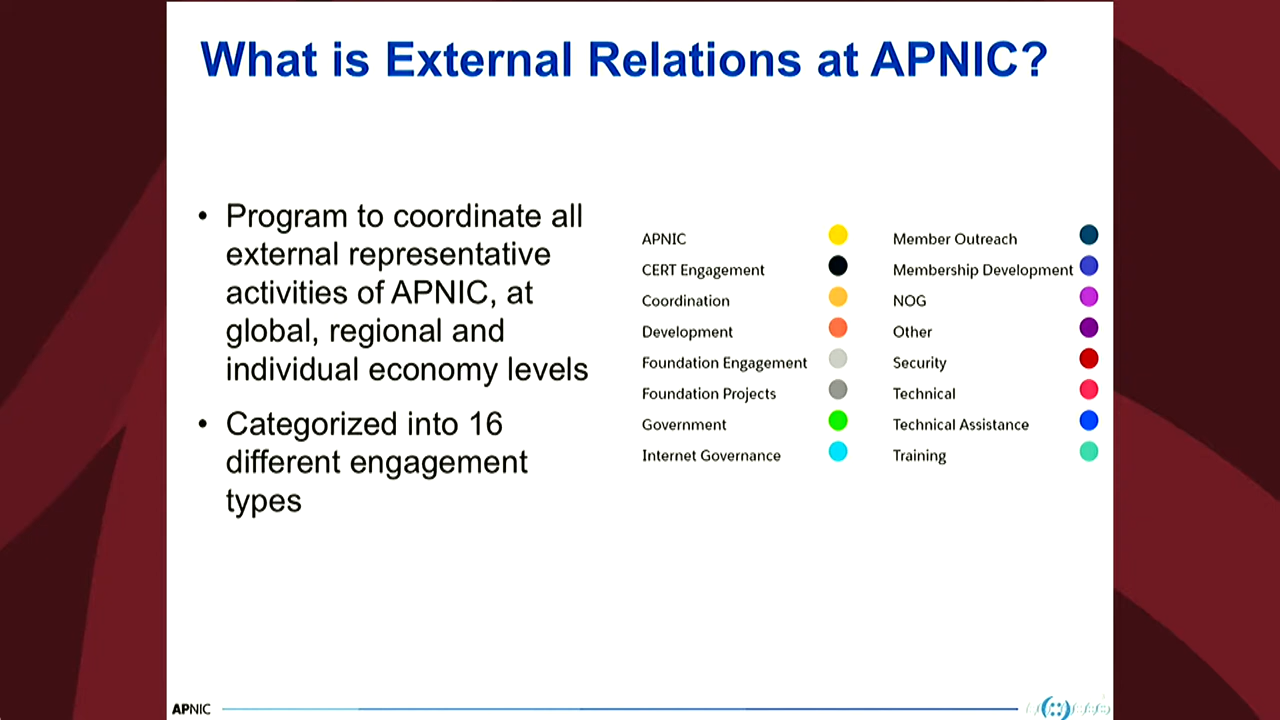 What is External Relations at APNIC?
• Program to coordinate all
external representative
activities of APNIC, at
global, regional and
individual economy levels
• Categorized into 16
different engagement
types
APNIC
CERT Engagement
Coordination
Development
Foundation Engagement
Foundation Projects
Government
Internet Governance
Member Outreach
Membership Development
NOG
Other
Security
Technical
Technical Assistance
Training
APNIC